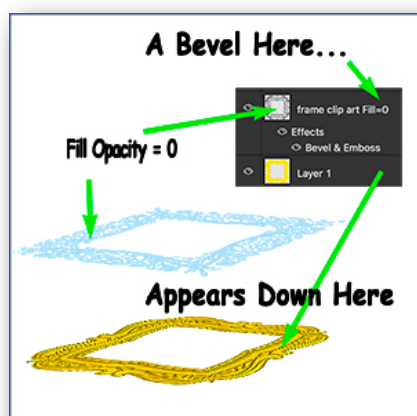 A Bevel Here...
frame clip art Fill=0
Effects
Bevel & Emboss
Layer 1
Fill Opacity = 0
Appears Down Here